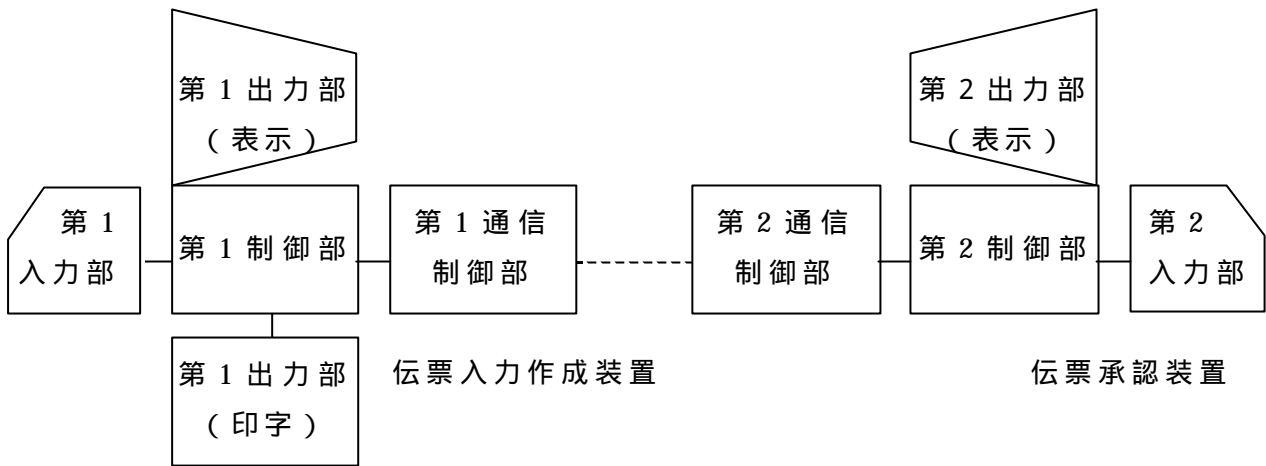 第1出力部
(表示)
第2出力部
(表示)
第1
入力部
第1制御部
第1通信
制御部
第2通信
制御部
第2制御部
第2
入力部
第1出力部
(印字)
伝票入力作成装置
伝票承認装置